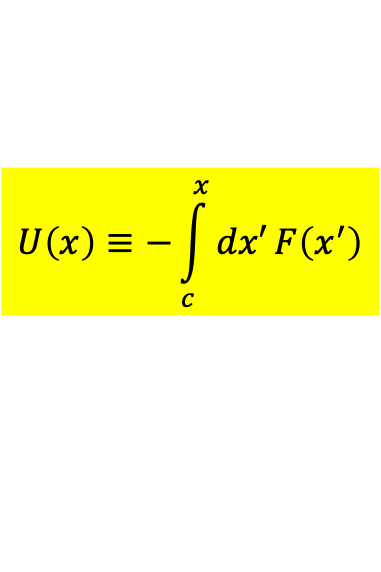 U(x) ≡ − ∫_c^x dx′ F(x′)